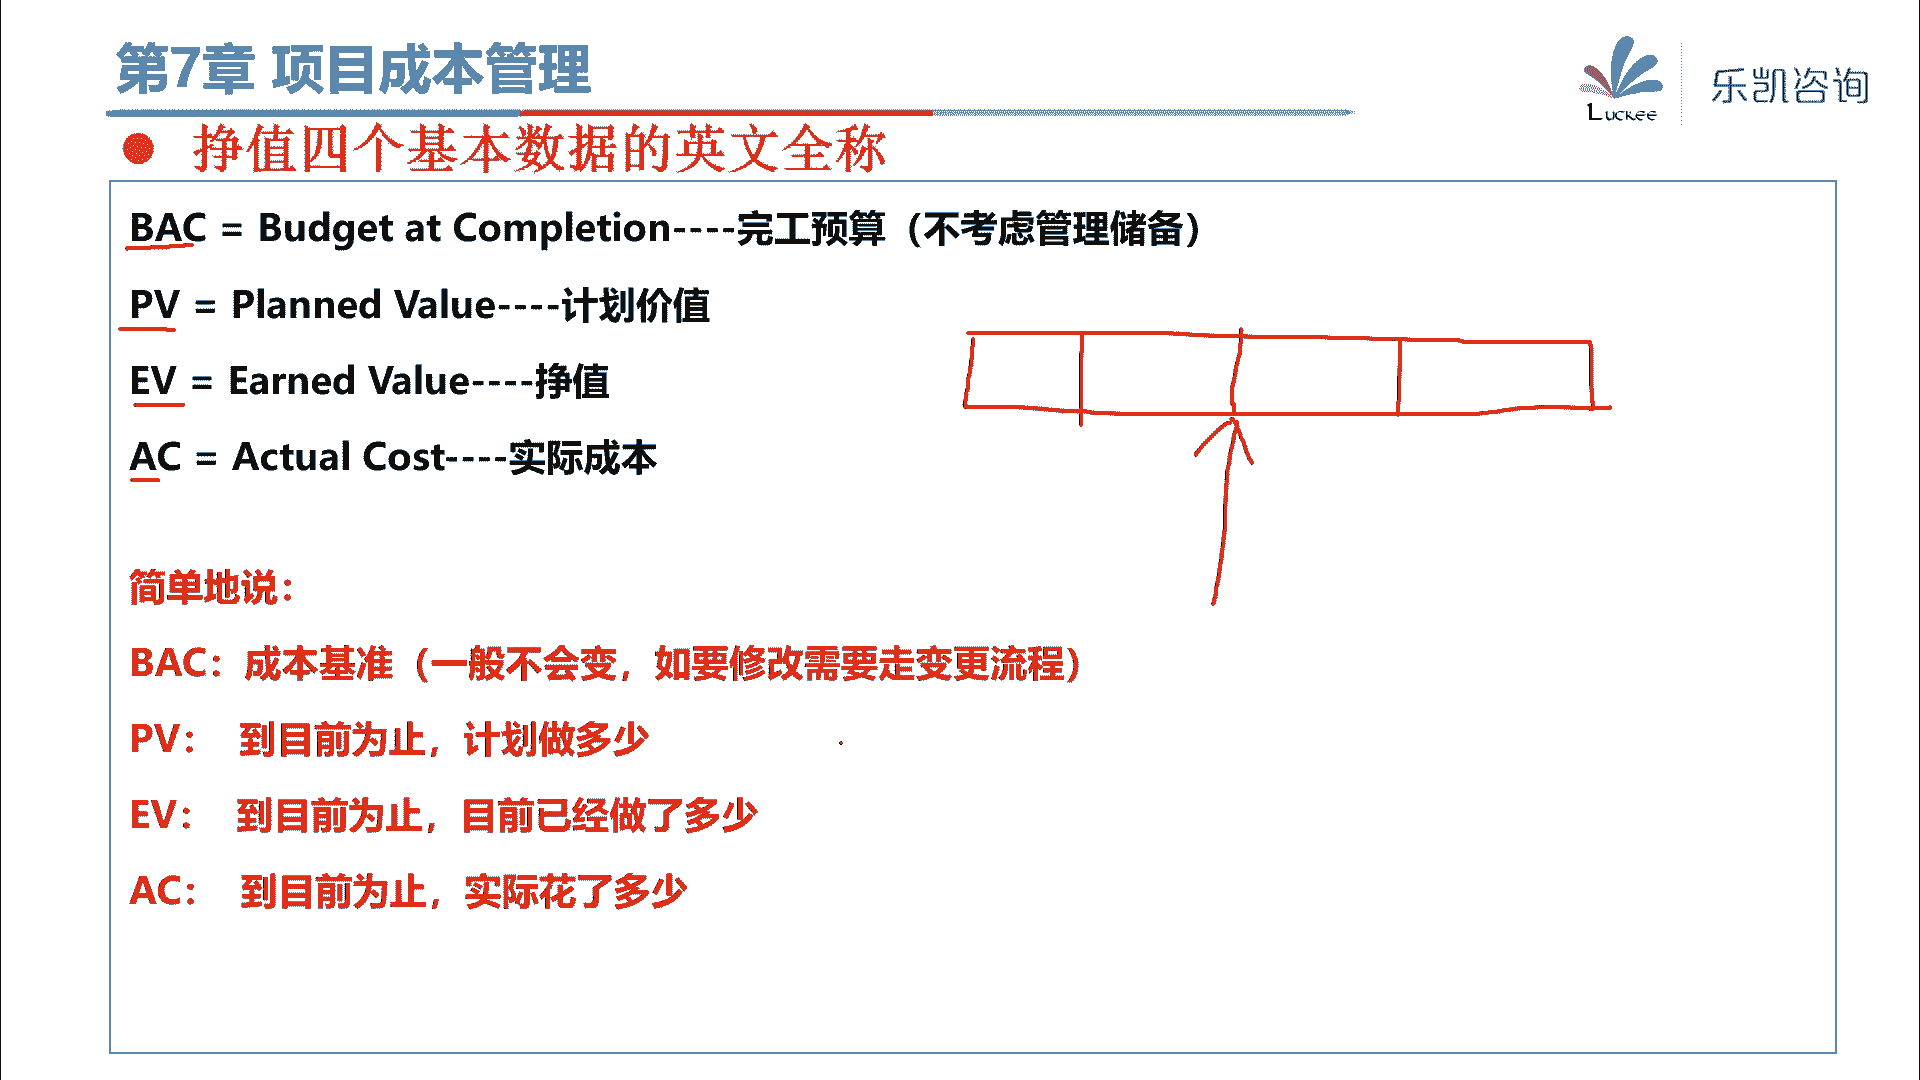 第7章 项目成本管理
Luckee
乐凯咨询
● 挣值四个基本数据的英文全称
BAC = Budget at Completion----完工预算（不考虑管理储备）
PV = Planned Value----计划价值
EV = Earned Value----挣值
AC = Actual Cost----实际成本
简单地说：
BAC：成本基准（一般不会变，如要修改需要走变更流程）
PV： 到目前为止，计划做多少
EV： 到目前为止，目前已经做了多少
AC： 到目前为止，实际花了多少